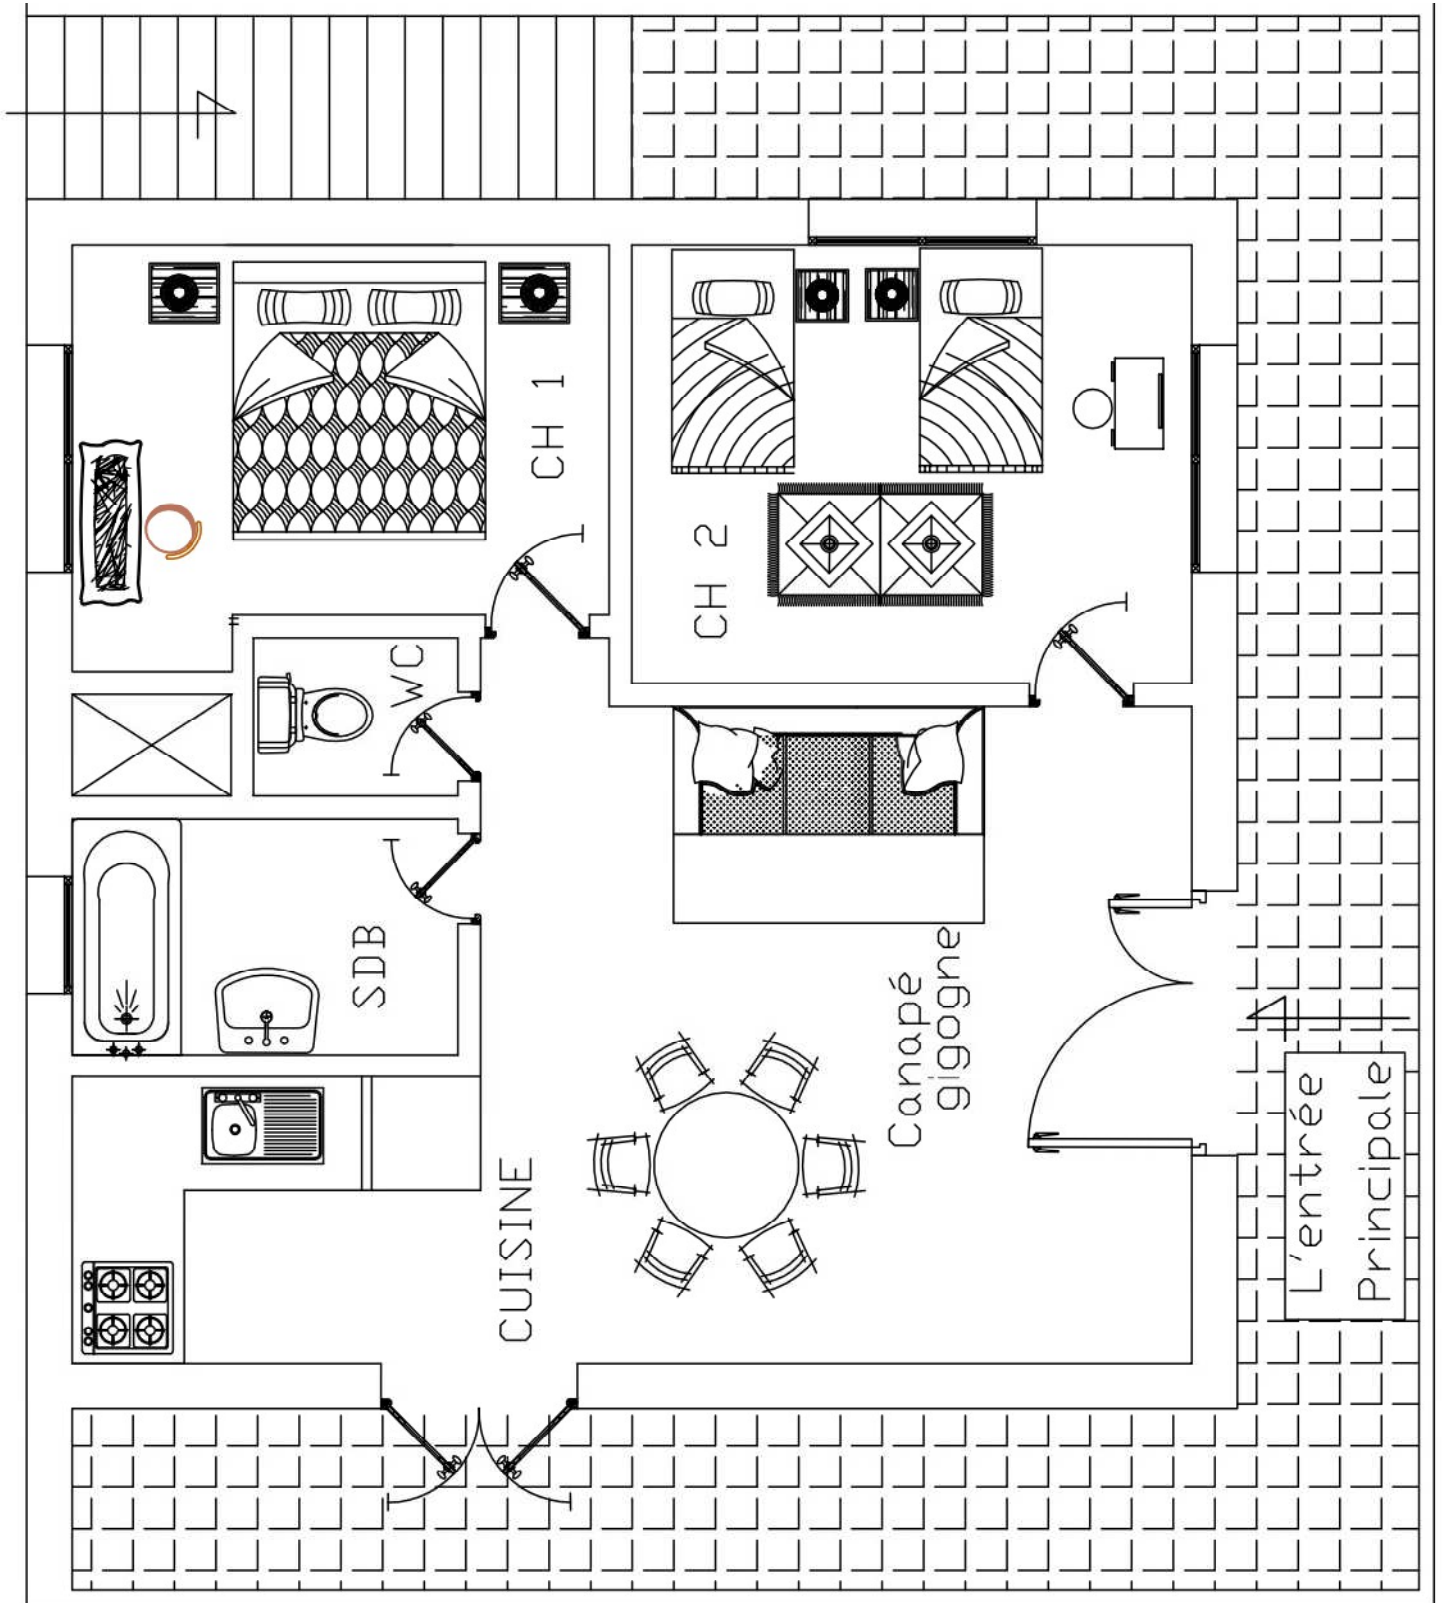 CH 1
CH 2
WC
SDB
Canapé
gigogne
CUISINE
L'entrée
Principale